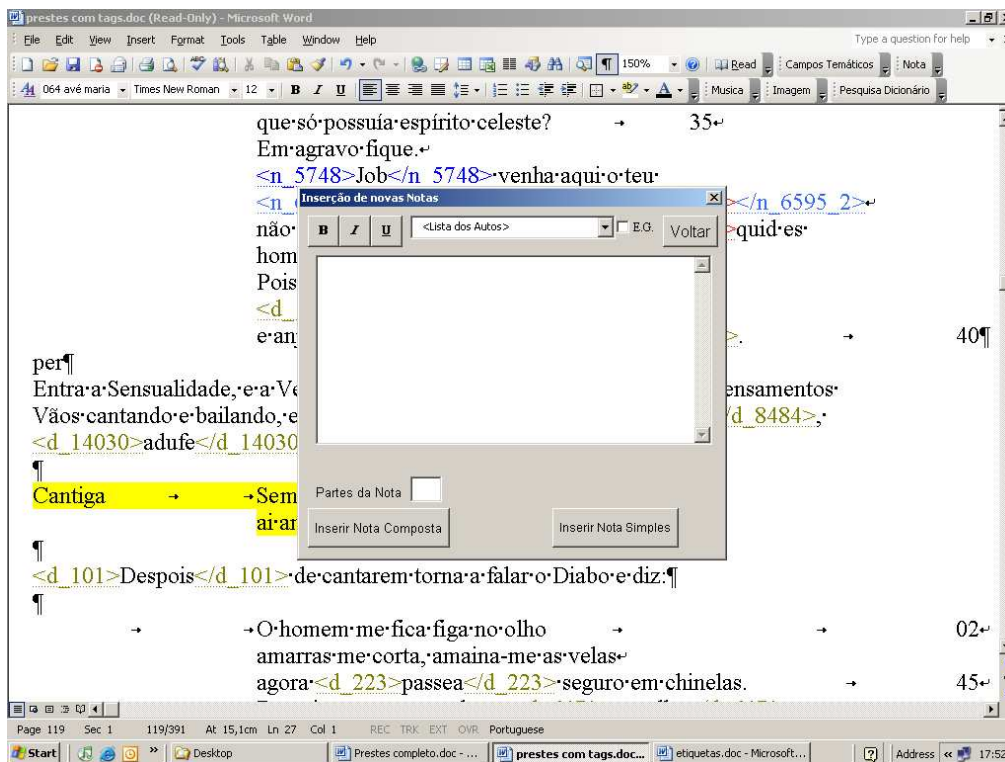 prestes com tags.doc (Read-Only) - Microsoft Word
File Edit View Insert Format Tools Table Window Help Type a question for help
150% Read Campos Temáticos Nota
064 avé maria Times New Roman 12 B I U Musica Imagem Pesquisa Dicionário
que·só·possuía·espírito·celeste? → 35↵
Em·agravo·fique.↵
<n_5748>Job</n_5748>·venha·aqui·o·teu·
<n_ ></n_6595_2>↵
não· >quid·es·
hom
Pois
<d_
e·an >. → 40¶
per¶
Entra·a·Sensualidade,·e·a·Ve ensamentos·
Vãos·cantando·e·bailando,·e /d_8484>,·
<d_14030>adufe</d_14030
¶
Cantiga → →Sem
ai·ar
¶
<d_101>Despois</d_101>·de·cantarem·torna·a·falar·o·Diabo·e·diz:¶
¶
→ →O·homem·me·fica·figa·no·olho → → 02↵
amarras·me·corta,·amaina-me·as·velas↵
agora·<d_223>passea</d_223>·seguro·em·chinelas. → 45↵
Inserção de novas Notas
B I U <Lista dos Autos> E.G. Voltar
Partes da Nota
Inserir Nota Composta Inserir Nota Simples
Page 119 Sec 1 119/391 At 15,1cm Ln 27 Col 1 REC TRK EXT OVR Portuguese
Start » Desktop Prestes completo.doc - ... prestes com tags.doc... etiquetas.doc - Microsoft... Address « 17:52